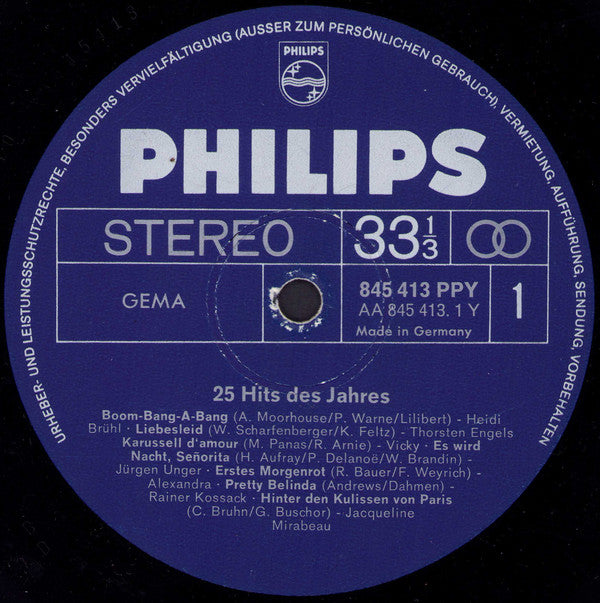 URHEBER- UND LEISTUNGSSCHUTZRECHTE, BESONDERS VERVIELFÄLTIGUNG (AUSSER ZUM PERSÖNLICHEN GEBRAUCH), VERMIETUNG, AUFFÜHRUNG, SENDUNG, VORBEHALTEN
PHILIPS
PHILIPS
STEREO 33 1/3
GEMA
845 413 PPY
AA 845 413. 1 Y
Made in Germany
1
25 Hits des Jahres
Boom-Bang-A-Bang (A. Moorhouse/P. Warne/Lilibert) - Heidi
Brühl · Liebesleid (W. Scharfenberger/K. Feltz) - Thorsten Engels
Karussell d'amour (M. Panas/R. Arnie) - Vicky · Es wird
Nacht, Señorita (H. Aufray/P. Delanoë/W. Brandin) -
Jürgen Unger · Erstes Morgenrot (R. Bauer/F. Weyrich) -
Alexandra · Pretty Belinda (Andrews/Dahmen) -
Rainer Kossack · Hinter den Kulissen von Paris
(C. Bruhn/G. Buschor) - Jacqueline
Mirabeau